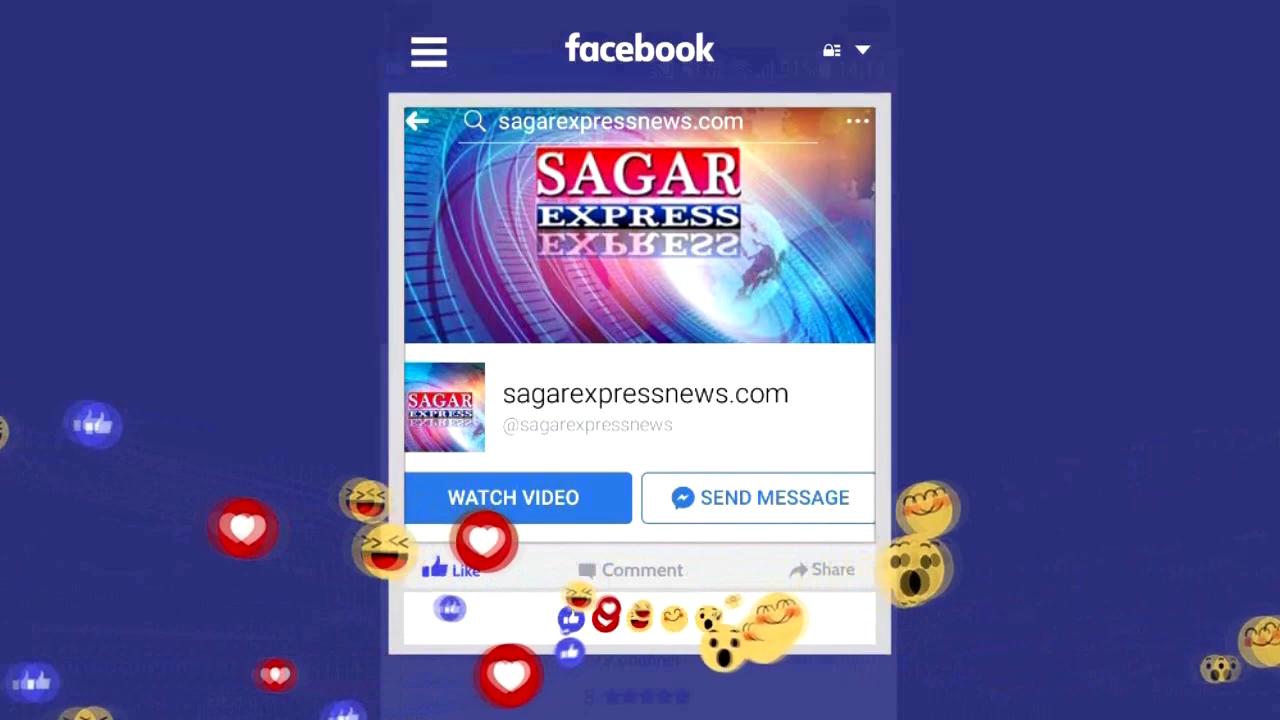 facebook
sagarexpressnews.com
SAGAR
EXPRESS
EXPRESS
sagarexpressnews.com
SAGAR
EXPRESS
@sagarexpressnews
WATCH VIDEO
SEND MESSAGE
Like
Comment
Share